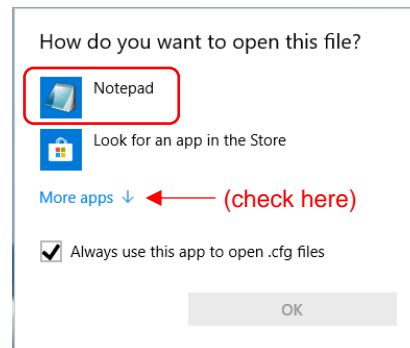 How do you want to open this file?
Notepad
Look for an app in the Store
More apps ↓ (check here)
Always use this app to open .cfg files
OK